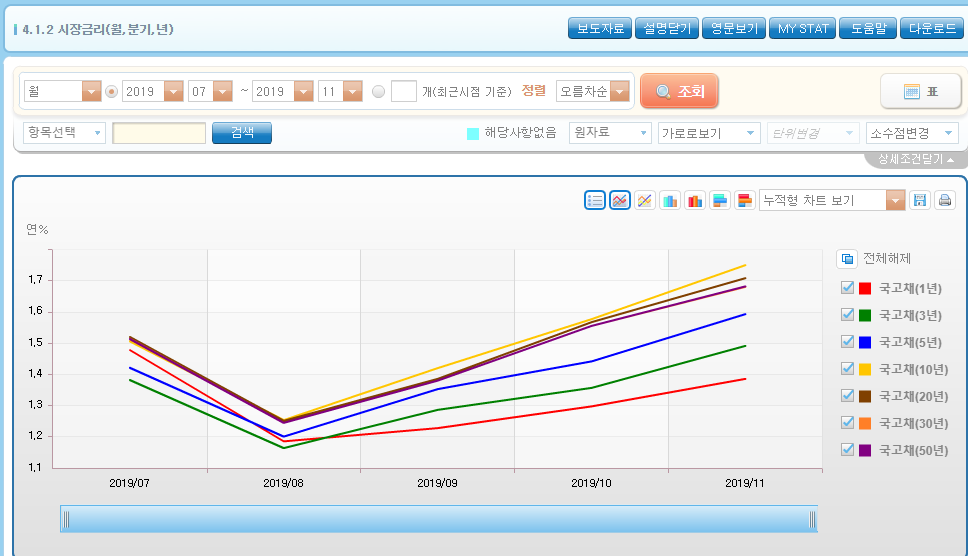 4.1.2 시장금리(월,분기,년)
보도자료 설명닫기 영문보기 MY STAT 도움말 다운로드
월 2019 07 ~ 2019 11 개(최근시점 기준) 정렬 오름차순 조회 표
항목선택 검색 해당사항없음 원자료 가로로보기 단위변경 소수점변경
상세조건닫기
누적형 차트 보기
연%
전체해제
1,7
1,6
1,5
1,4
1,3
1,2
1,1
국고채(1년)
국고채(3년)
국고채(5년)
국고채(10년)
국고채(20년)
국고채(30년)
국고채(50년)
2019/07 2019/08 2019/09 2019/10 2019/11